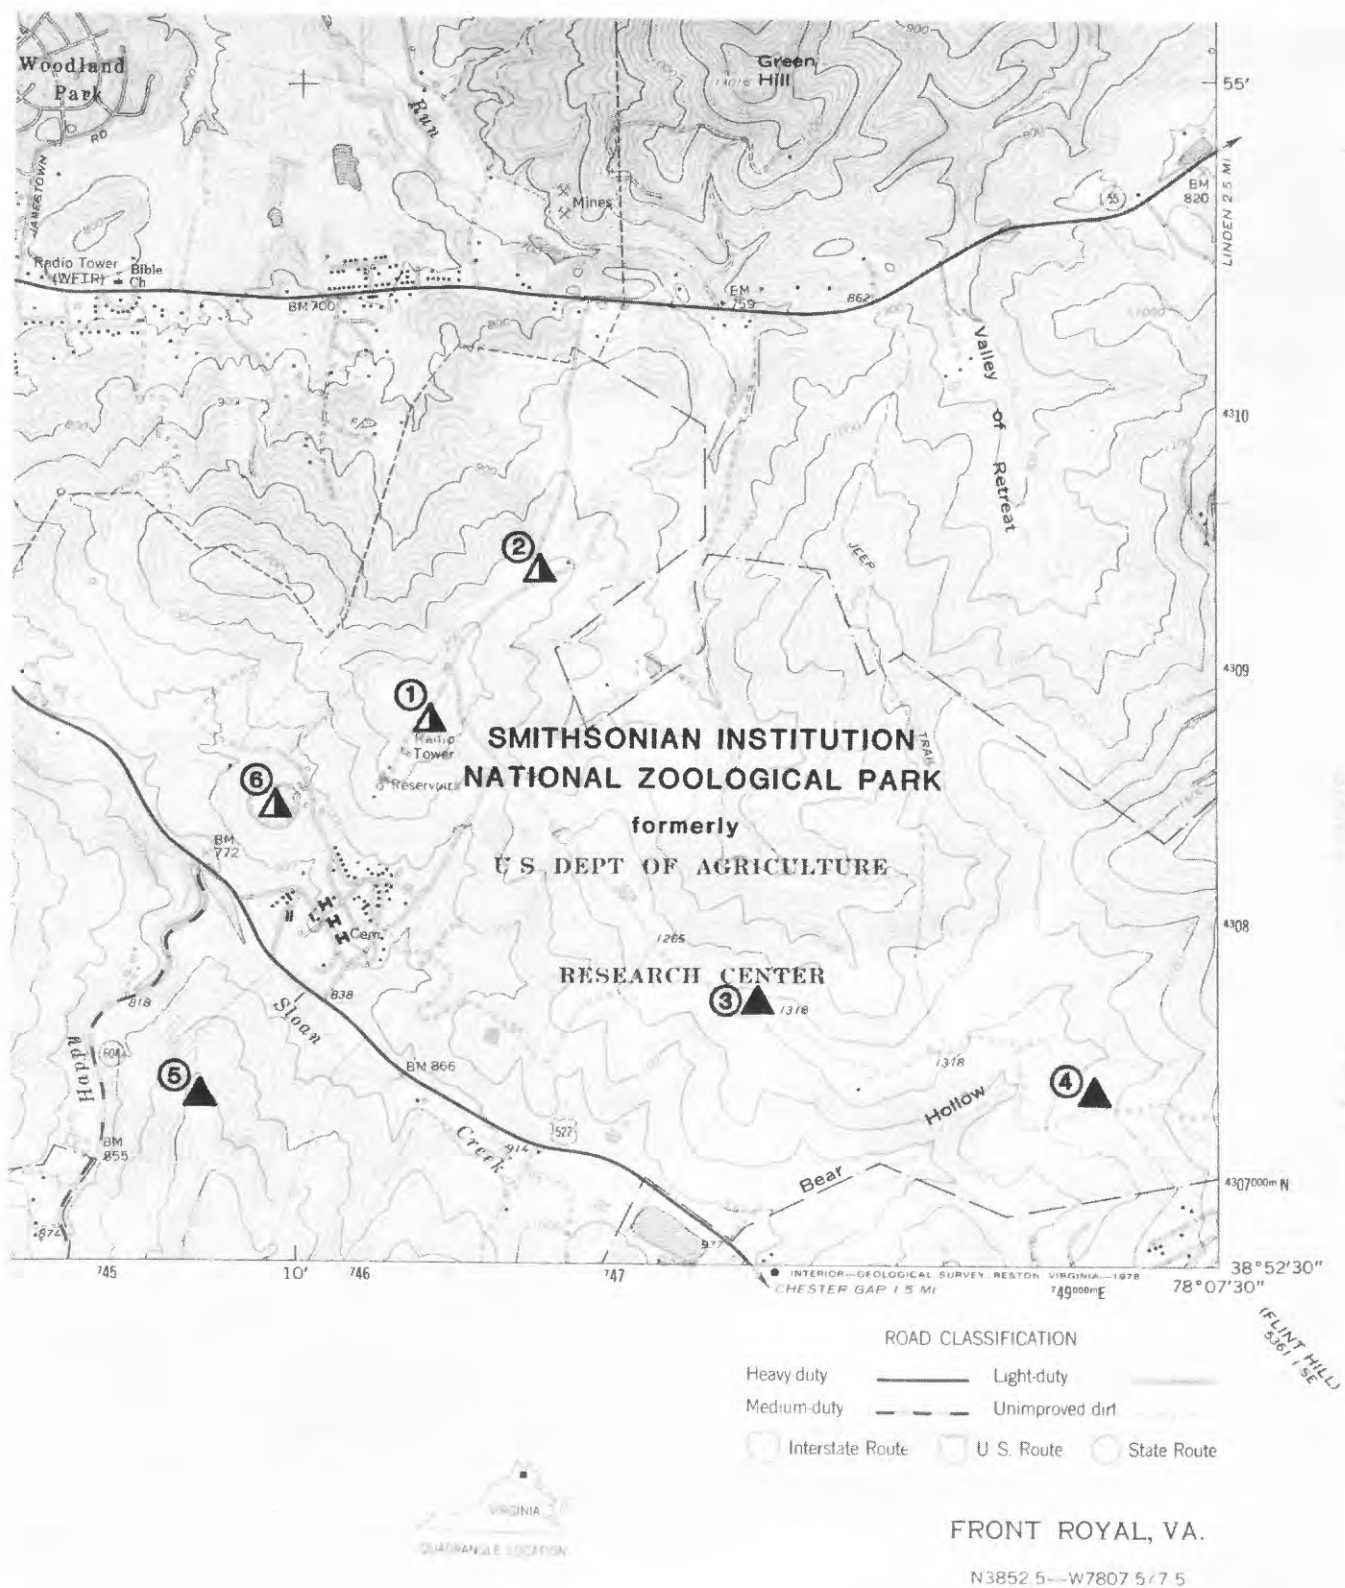 Woodland
Park
Green
Hill
55'
Run
RD
JAMESTOWN
Mines
55
BM
820
LINDEN 2.5 MI
Radio Tower
(WFTR)
Bible
Ch
BM 700
BM
759
862
Valley of Retreat
4310
2
JEEP
TRAIL
4309
1
Radio
Tower
Reservoir
SMITHSONIAN INSTITUTION
NATIONAL ZOOLOGICAL PARK
formerly
U S DEPT OF AGRICULTURE
6
BM
772
Cem
4308
1265
RESEARCH CENTER
3
1318
838
818
Sloan
Happy
604
5
BM 866
1318
4
Hollow
Creek
522
914
BM
855
Bear
4307000m N
874
977
745
10'
746
747
INTERIOR—GEOLOGICAL SURVEY, RESTON, VIRGINIA—1978
CHESTER GAP 1.5 MI
749000mE
38°52'30"
78°07'30"
(FLINT HILL)
5361 I SE
ROAD CLASSIFICATION
Heavy-duty
Light-duty
Medium-duty
Unimproved dirt
Interstate Route
U. S. Route
State Route
VIRGINIA
QUADRANGLE LOCATION
FRONT ROYAL, VA.
N3852.5—W7807.5/7.5